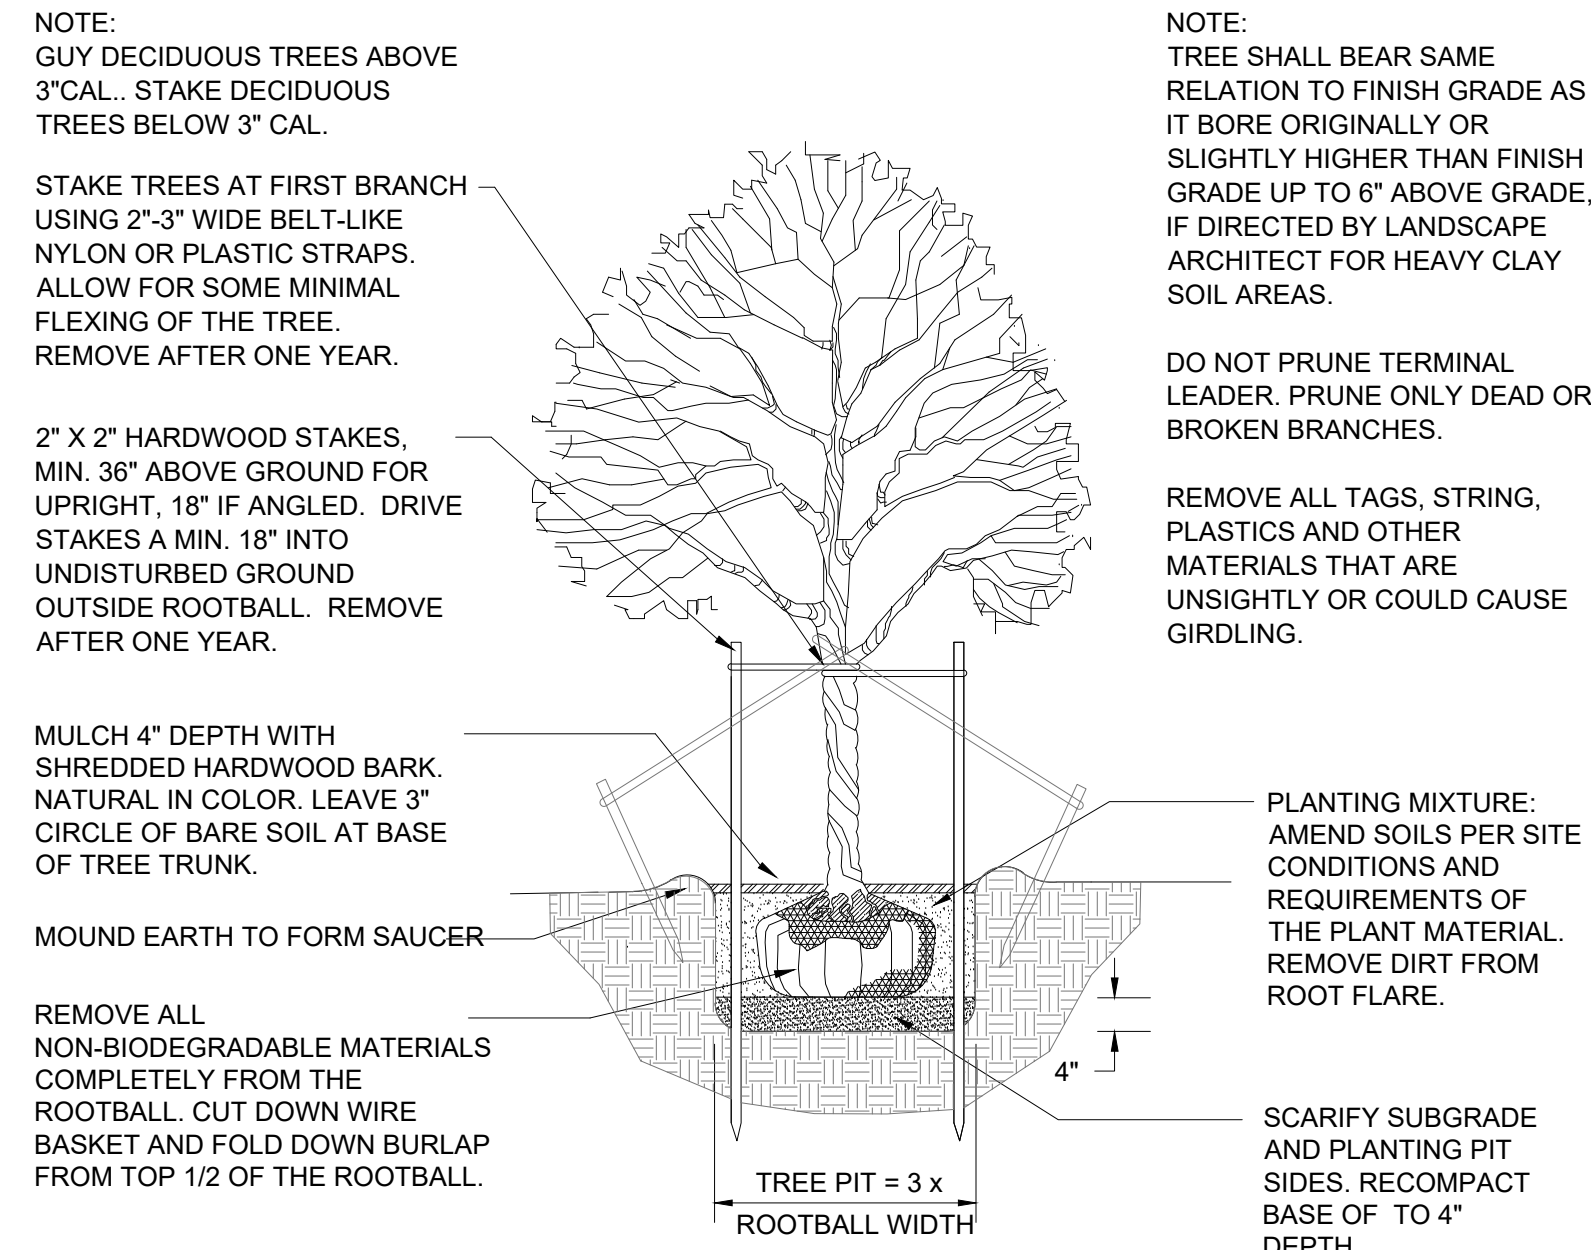 NOTE:
GUY DECIDUOUS TREES ABOVE
3"CAL.. STAKE DECIDUOUS
TREES BELOW 3" CAL.
STAKE TREES AT FIRST BRANCH
USING 2"-3" WIDE BELT-LIKE
NYLON OR PLASTIC STRAPS.
ALLOW FOR SOME MINIMAL
FLEXING OF THE TREE.
REMOVE AFTER ONE YEAR.
2" X 2" HARDWOOD STAKES,
MIN. 36" ABOVE GROUND FOR
UPRIGHT, 18" IF ANGLED. DRIVE
STAKES A MIN. 18" INTO
UNDISTURBED GROUND
OUTSIDE ROOTBALL. REMOVE
AFTER ONE YEAR.
MULCH 4" DEPTH WITH
SHREDDED HARDWOOD BARK.
NATURAL IN COLOR. LEAVE 3"
CIRCLE OF BARE SOIL AT BASE
OF TREE TRUNK.
MOUND EARTH TO FORM SAUCER
REMOVE ALL
NON-BIODEGRADABLE MATERIALS
COMPLETELY FROM THE
ROOTBALL. CUT DOWN WIRE
BASKET AND FOLD DOWN BURLAP
FROM TOP 1/2 OF THE ROOTBALL.
TREE PIT = 3 x
ROOTBALL WIDTH
NOTE:
TREE SHALL BEAR SAME
RELATION TO FINISH GRADE AS
IT BORE ORIGINALLY OR
SLIGHTLY HIGHER THAN FINISH
GRADE UP TO 6" ABOVE GRADE,
IF DIRECTED BY LANDSCAPE
ARCHITECT FOR HEAVY CLAY
SOIL AREAS.
DO NOT PRUNE TERMINAL
LEADER. PRUNE ONLY DEAD OR
BROKEN BRANCHES.
REMOVE ALL TAGS, STRING,
PLASTICS AND OTHER
MATERIALS THAT ARE
UNSIGHTLY OR COULD CAUSE
GIRDLING.
PLANTING MIXTURE:
AMEND SOILS PER SITE
CONDITIONS AND
REQUIREMENTS OF
THE PLANT MATERIAL.
REMOVE DIRT FROM
ROOT FLARE.
4"
SCARIFY SUBGRADE
AND PLANTING PIT
SIDES. RECOMPACT
BASE OF TO 4"
DEPTH